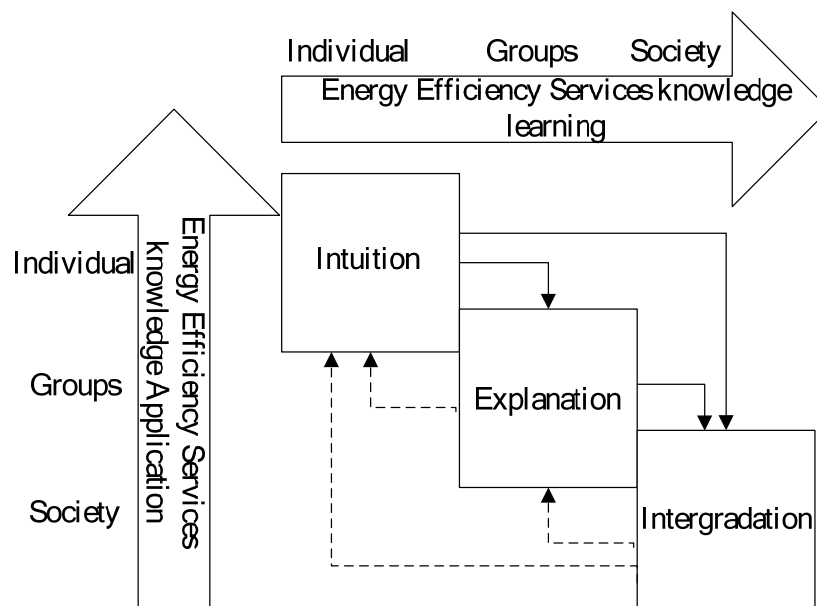 Individual Groups Society
Energy Efficiency Services knowledge
learning
Energy Efficiency Services
knowledge Application
Individual
Groups
Society
Intuition
Explanation
Intergradation